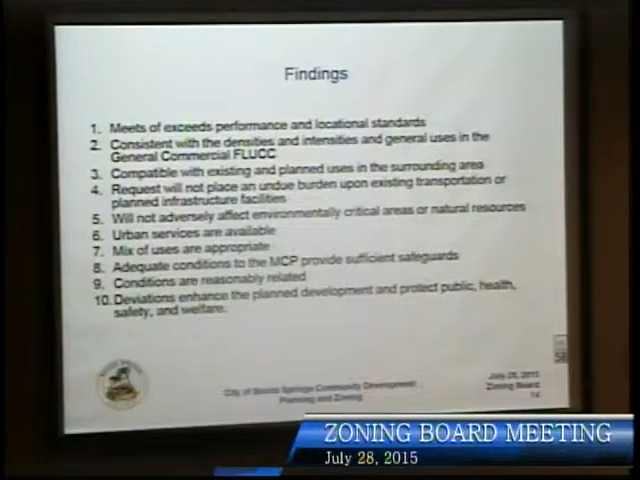 Findings
1. Meets of exceeds performance and locational standards
2. Consistent with the densities and intensities and general uses in the
General Commercial FLUCC
3. Compatible with existing and planned uses in the surrounding area
4. Request will not place an undue burden upon existing transportation or
planned infrastructure facilities
5. Will not adversely affect environmentally critical areas or natural resources
6. Urban services are available
7. Mix of uses are appropriate
8. Adequate conditions to the MCP provide sufficient safeguards
9. Conditions are reasonably related
10. Deviations enhance the planned development and protect public, health,
safety, and welfare.
City of Bonita Springs Community Development
Planning and Zoning
July 28, 2015
Zoning Board
14
ZONING BOARD MEETING
July 28, 2015